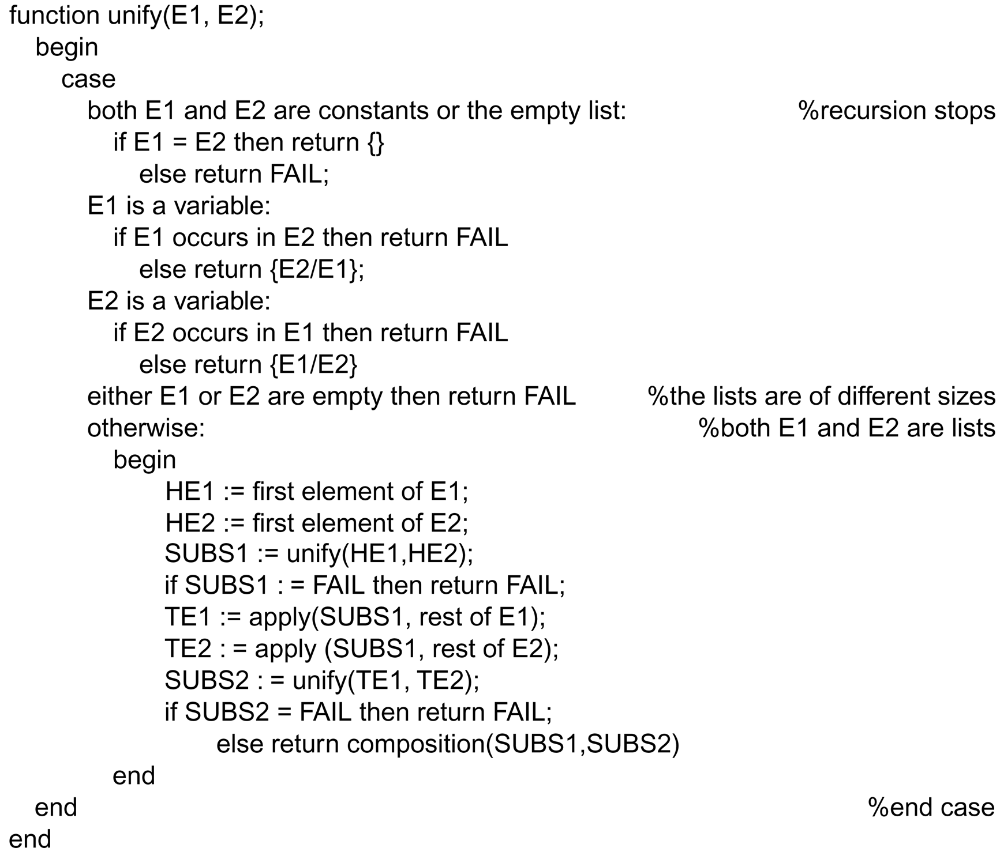 function unify(E1, E2);
begin
case
both E1 and E2 are constants or the empty list: %recursion stops
if E1 = E2 then return {}
else return FAIL;
E1 is a variable:
if E1 occurs in E2 then return FAIL
else return {E2/E1};
E2 is a variable:
if E2 occurs in E1 then return FAIL
else return {E1/E2}
either E1 or E2 are empty then return FAIL %the lists are of different sizes
otherwise: %both E1 and E2 are lists
begin
HE1 := first element of E1;
HE2 := first element of E2;
SUBS1 := unify(HE1,HE2);
if SUBS1 : = FAIL then return FAIL;
TE1 := apply(SUBS1, rest of E1);
TE2 : = apply (SUBS1, rest of E2);
SUBS2 : = unify(TE1, TE2);
if SUBS2 = FAIL then return FAIL;
else return composition(SUBS1,SUBS2)
end
end %end case
end